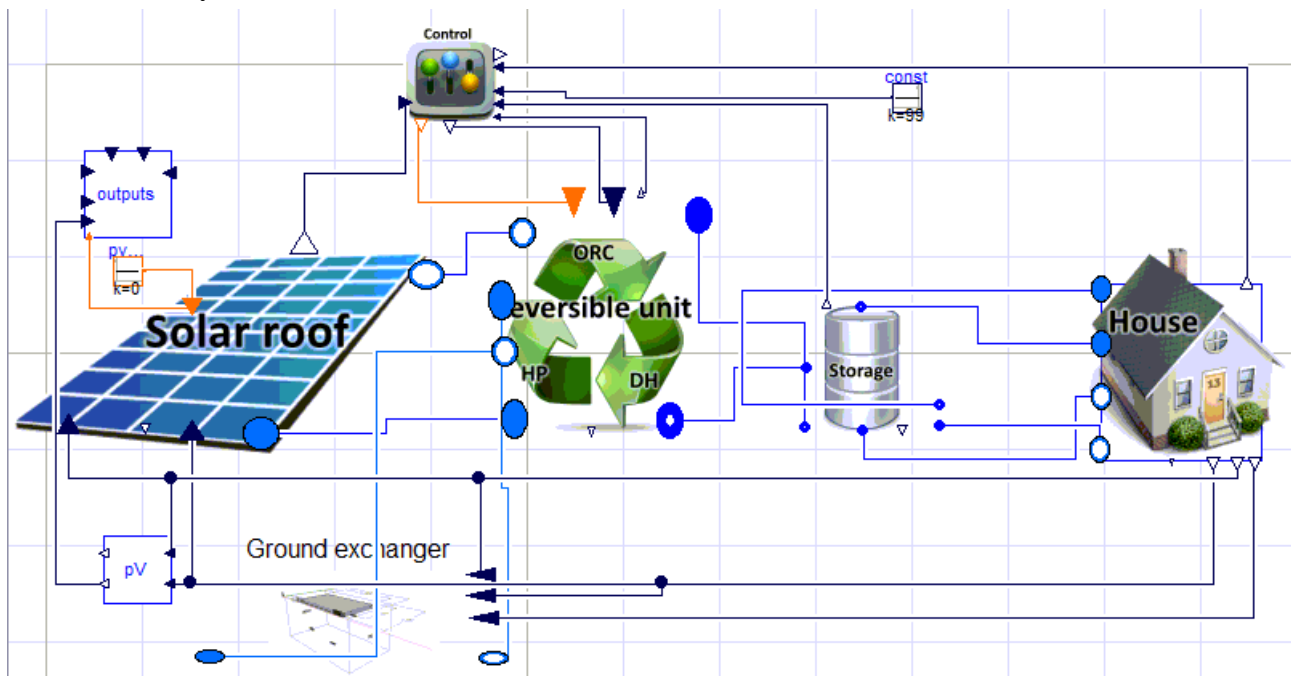 Control
const
k=99
outputs
pv...
k=0
ORC
Solar roof
eversible unit
House
HP
DH
Storage
13
Ground exchanger
pV